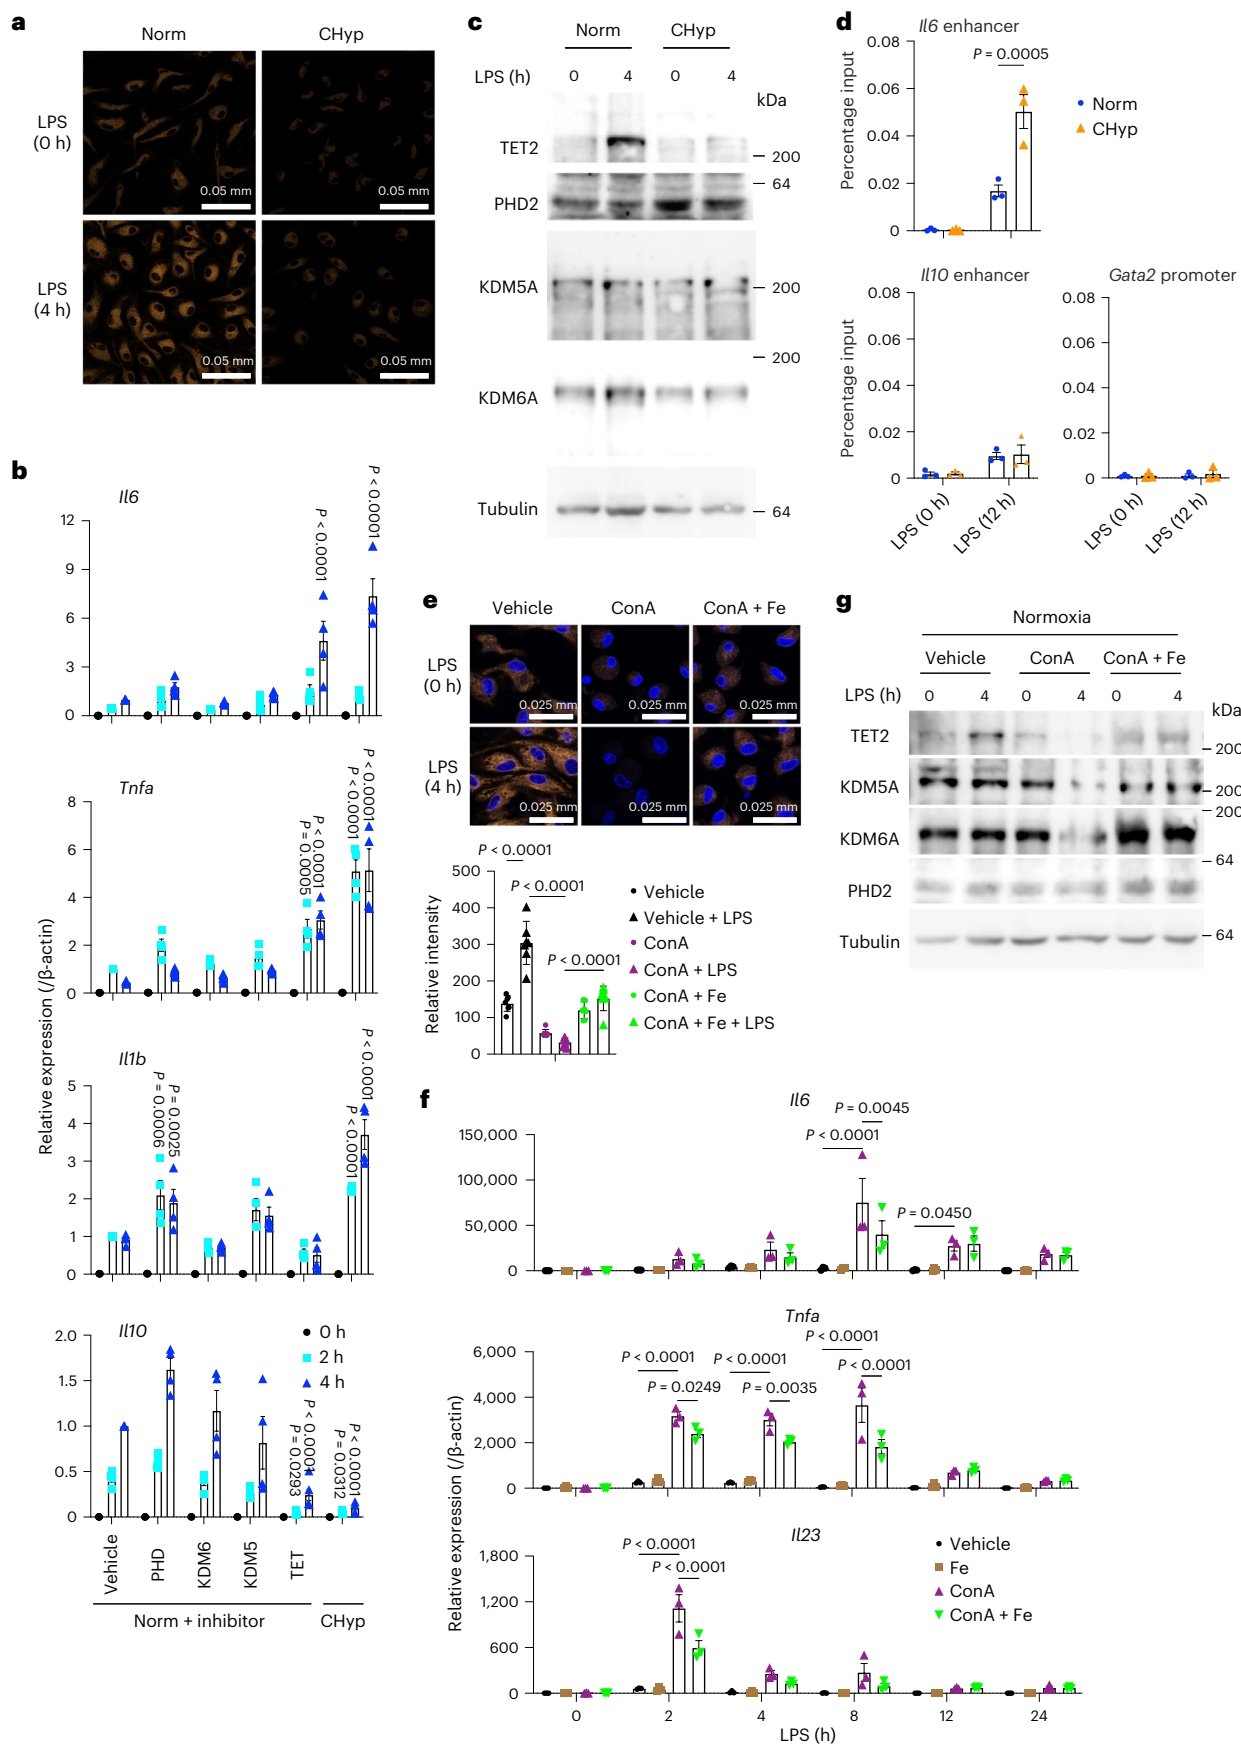 a
Norm CHyp
LPS
(0 h)
0.05 mm 0.05 mm
LPS
(4 h)
0.05 mm 0.05 mm
b
Relative expression (/β-actin)
Il6
12
9
6
3
0
P < 0.0001
P < 0.0001
Tnfa
8
6
4
2
0
P = 0.0005
P < 0.0001
P < 0.0001
P < 0.0001
Il1b
5
4
3
2
1
0
P = 0.0006
P = 0.0025
P < 0.0001
P < 0.0001
Il10
2.0
1.5
1.0
0.5
0
0 h
2 h
4 h
P = 0.0293
P < 0.0001
P = 0.0312
P < 0.0001
Vehicle
PHD
KDM6
KDM5
TET
Norm + inhibitor CHyp
c
Norm CHyp
LPS (h) 0 4 0 4
kDa
TET2
200
64
PHD2
KDM5A
200
200
KDM6A
Tubulin
64
d
Il6 enhancer
Percentage input
0.08
0.06
0.04
0.02
0
P = 0.0005
Norm
CHyp
Il10 enhancer
Percentage input
0.08
0.06
0.04
0.02
0
LPS (0 h)
LPS (12 h)
Gata2 promoter
0.08
0.06
0.04
0.02
0
LPS (0 h)
LPS (12 h)
e
Vehicle ConA ConA + Fe
LPS
(0 h)
0.025 mm 0.025 mm 0.025 mm
LPS
(4 h)
0.025 mm 0.025 mm 0.025 mm
Relative intensity
500
400
300
200
100
0
P < 0.0001
P < 0.0001
P < 0.0001
Vehicle
Vehicle + LPS
ConA
ConA + LPS
ConA + Fe
ConA + Fe + LPS
g
Normoxia
Vehicle ConA ConA + Fe
LPS (h) 0 4 0 4 0 4
kDa
TET2
200
KDM5A
200
200
KDM6A
64
PHD2
Tubulin
64
f
Relative expression (/β-actin)
Il6
150,000
100,000
50,000
0
P < 0.0001
P = 0.0045
P = 0.0450
Tnfa
6,000
4,000
2,000
0
P < 0.0001
P = 0.0249
P < 0.0001
P = 0.0035
P < 0.0001
P < 0.0001
Il23
1,800
1,200
600
0
P < 0.0001
P < 0.0001
Vehicle
Fe
ConA
ConA + Fe
0 2 4 8 12 24
LPS (h)